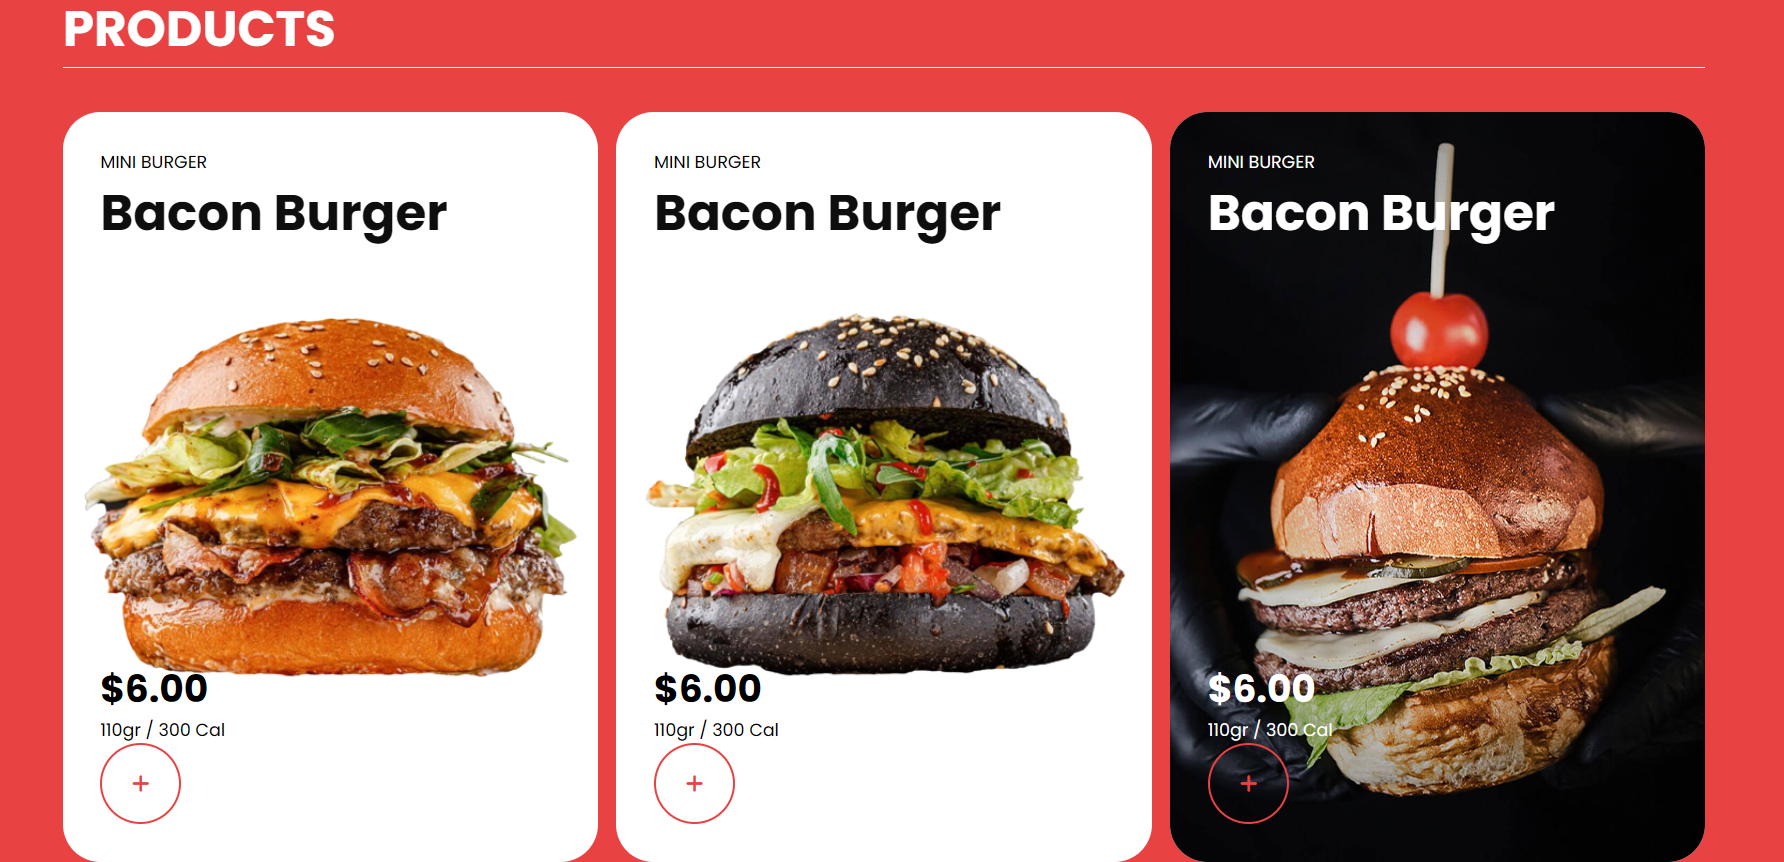 PRODUCTS
MINI BURGER
Bacon Burger
$6.00
110gr / 300 Cal
+
MINI BURGER
Bacon Burger
$6.00
110gr / 300 Cal
+
MINI BURGER
Bacon Burger
$6.00
110gr / 300 Cal
+